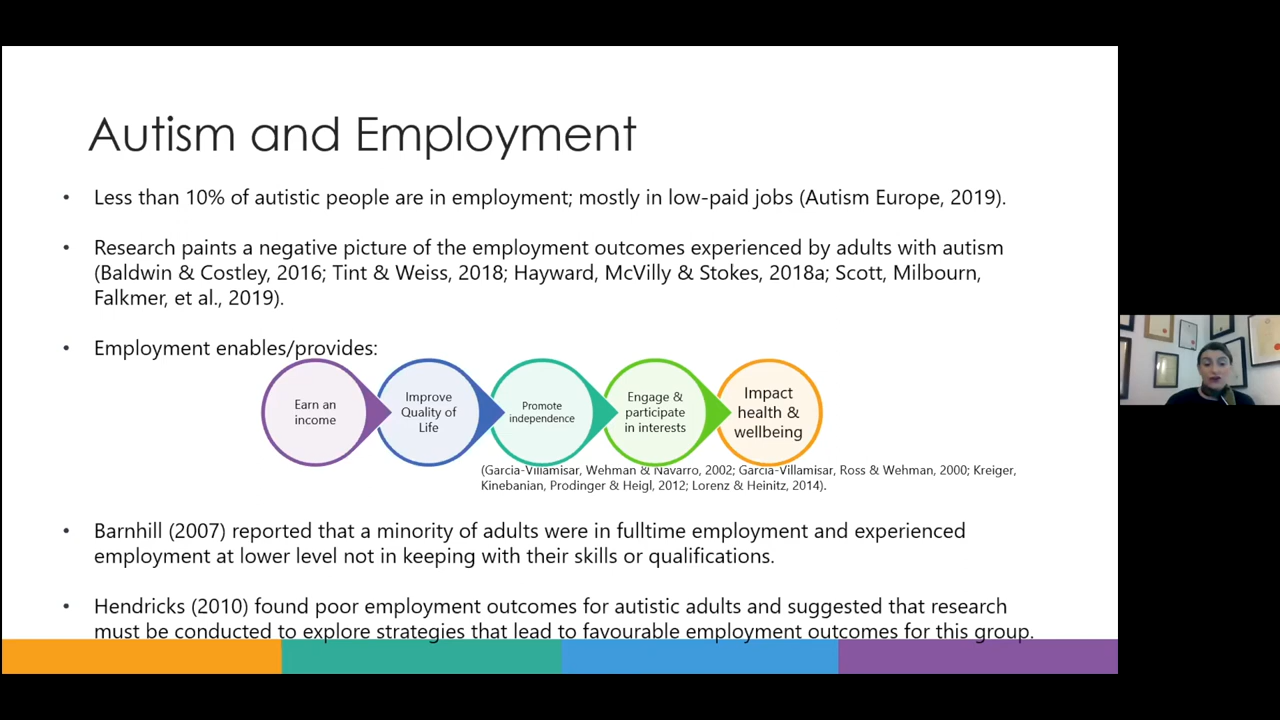 Autism and Employment
• Less than 10% of autistic people are in employment; mostly in low-paid jobs (Autism Europe, 2019).
• Research paints a negative picture of the employment outcomes experienced by adults with autism
(Baldwin & Costley, 2016; Tint & Weiss, 2018; Hayward, McVilly & Stokes, 2018a; Scott, Milbourn,
Falkmer, et al., 2019).
• Employment enables/provides:
Earn an
income
Improve
Quality of
Life
Promote
independence
Engage &
participate
in interests
Impact
health &
wellbeing
(Garcia-Villamisar, Wehman & Navarro, 2002; Garcia-Villamisar, Ross & Wehman, 2000; Kreiger,
Kinebanian, Prodinger & Heigl, 2012; Lorenz & Heinitz, 2014).
• Barnhill (2007) reported that a minority of adults were in fulltime employment and experienced
employment at lower level not in keeping with their skills or qualifications.
• Hendricks (2010) found poor employment outcomes for autistic adults and suggested that research
must be conducted to explore strategies that lead to favourable employment outcomes for this group.